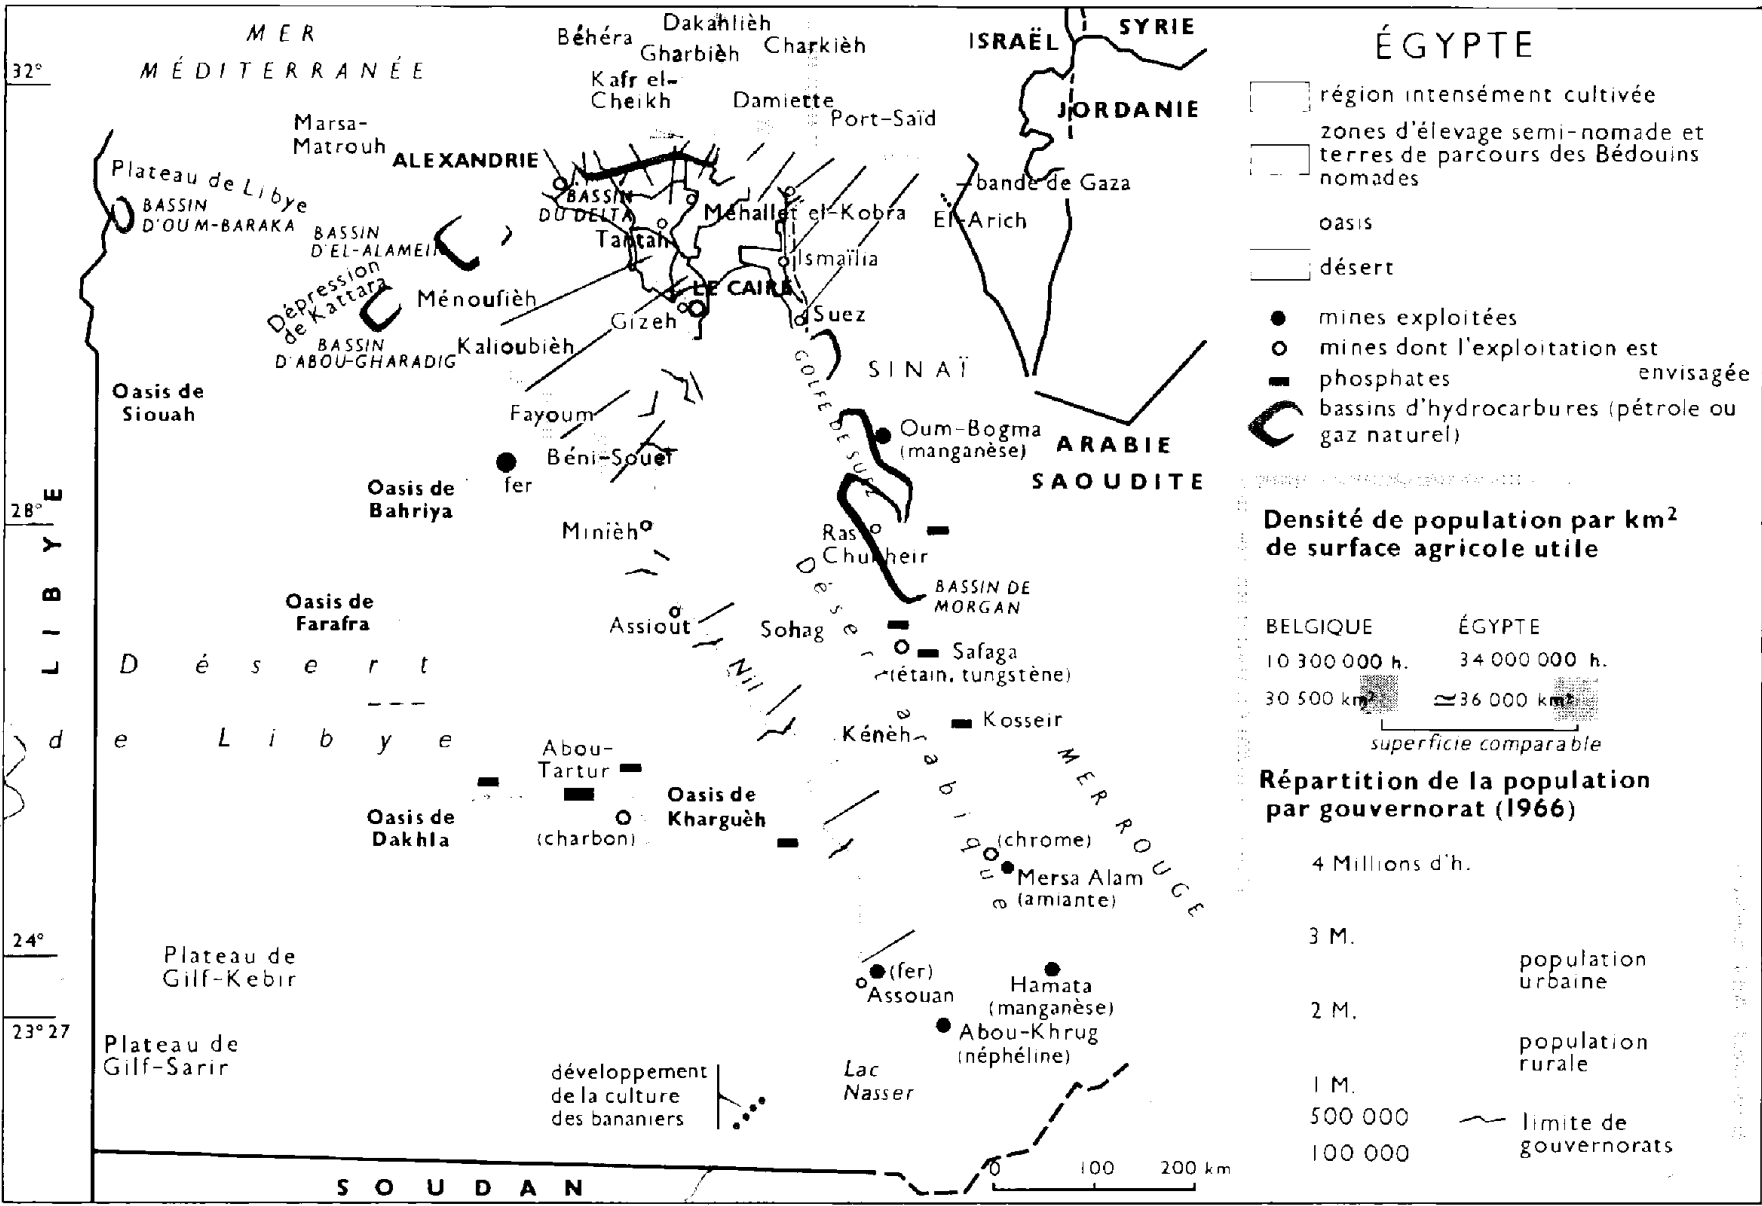 MER
MÉDITERRANÉE
32°
Béhéra
Dakahlièh
Gharbièh
Charkièh
Kafr el-
Cheikh
Damiette
Port-Saïd
ISRAËL
SYRIE
JORDANIE
Marsa-
Matrouh
ALEXANDRIE
Plateau de Libye
BASSIN
D'OUM-BARAKA
BASSIN
D'EL-ALAMEIN
BASSIN
DU DELTA
Méhallet el-Kobra
Tantah
bande de Gaza
El-Arich
Ismaïlia
Dépression
de Kattara
Ménoufièh
LE CAIRE
Gizeh
Suez
BASSIN
D'ABOU-GHARADIG
Kalioubièh
GOLFE DE SUEZ
SINAÏ
Oasis de
Siouah
Fayoum
Oum-Bogma
(manganèse)
ARABIE
SAOUDITE
Béni-Souef
fer
Oasis de
Bahriya
28°
LIBYE
Minièh
Ras
Chukheir
BASSIN DE
MORGAN
Oasis de
Farafra
Assiout
Sohag
Safaga
(étain, tungstène)
Désert
de Libye
Nil
Désert arabique
Kénèh
Kosseir
MER ROUGE
Abou-
Tartur
Oasis de
Dakhla
(charbon)
Oasis de
Kharguèh
(chrome)
Mersa Alam
(amiante)
24°
Plateau de
Gilf-Kebir
(fer)
Assouan
Hamata
(manganèse)
23°27
Plateau de
Gilf-Sarir
Abou-Khrug
(néphéline)
développement
de la culture
des bananiers
Lac
Nasser
SOUDAN
0 100 200 km
ÉGYPTE
région intensément cultivée
zones d'élevage semi-nomade et
terres de parcours des Bédouins
nomades
oasis
désert
mines exploitées
mines dont l'exploitation est
envisagée
phosphates
bassins d'hydrocarbures (pétrole ou
gaz naturel)
Densité de population par km²
de surface agricole utile
BELGIQUE ÉGYPTE
10 300 000 h. 34 000 000 h.
30 500 km² ≃36 000 km²
superficie comparable
Répartition de la population
par gouvernorat (1966)
4 Millions d'h.
3 M.
population
urbaine
2 M.
population
rurale
1 M.
500 000
limite de
gouvernorats
100 000